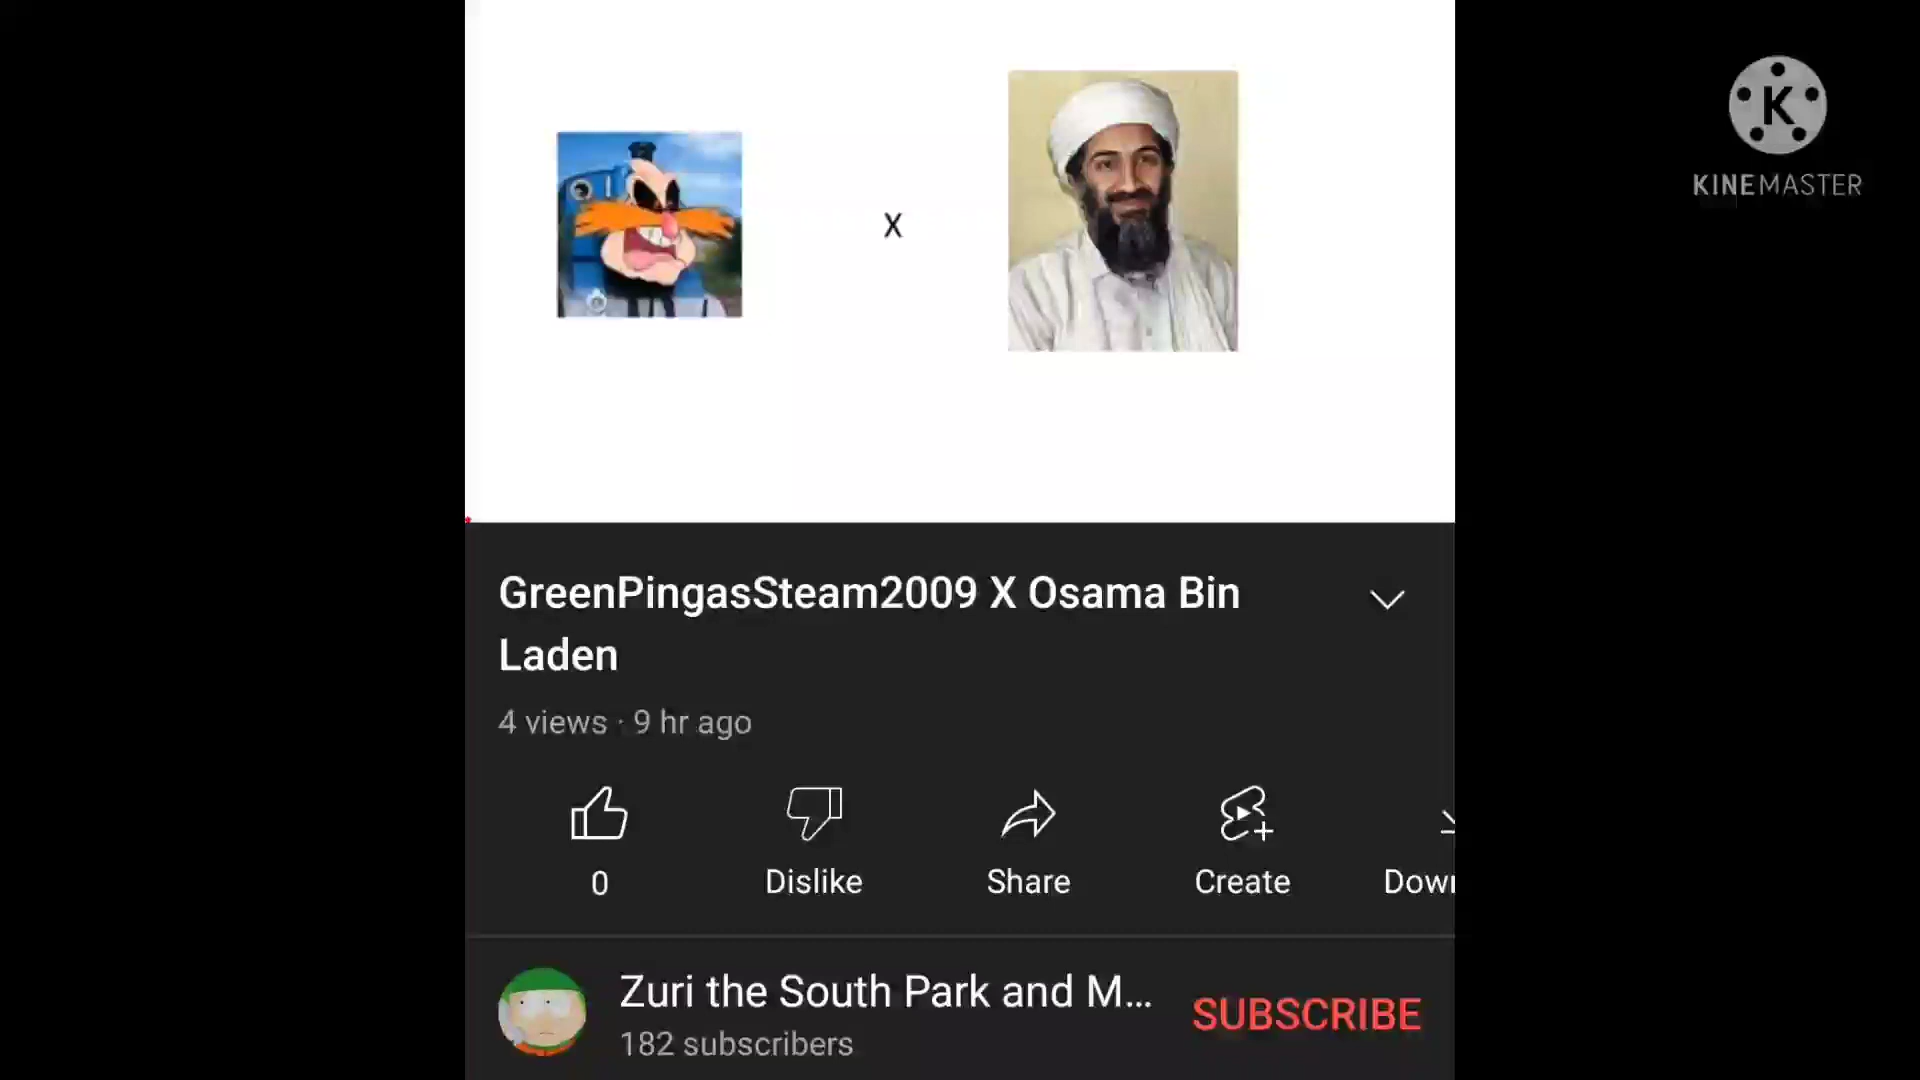 X
K
KINEMASTER
GreenPingasSteam2009 X Osama Bin
Laden
4 views · 9 hr ago
0
Dislike
Share
Create
Down
Zuri the South Park and M...
182 subscribers
SUBSCRIBE